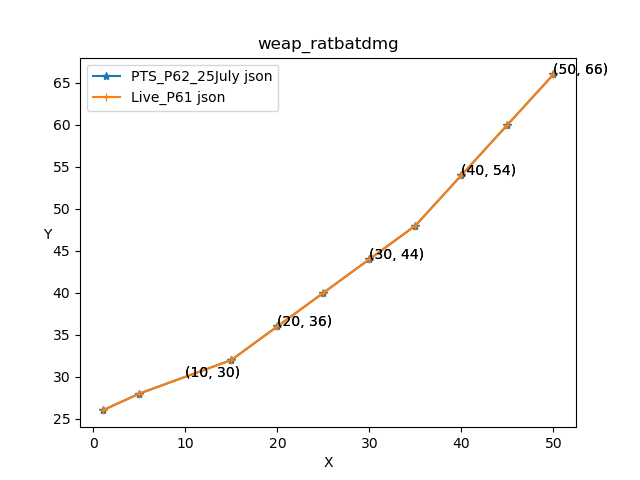 weap_ratbatdmg
PTS_P62_25July json
Live_P61 json
65
60
55
50
45
40
35
30
25
Y
(50, 66)
(40, 54)
(30, 44)
(20, 36)
(10, 30)
0 10 20 30 40 50
X